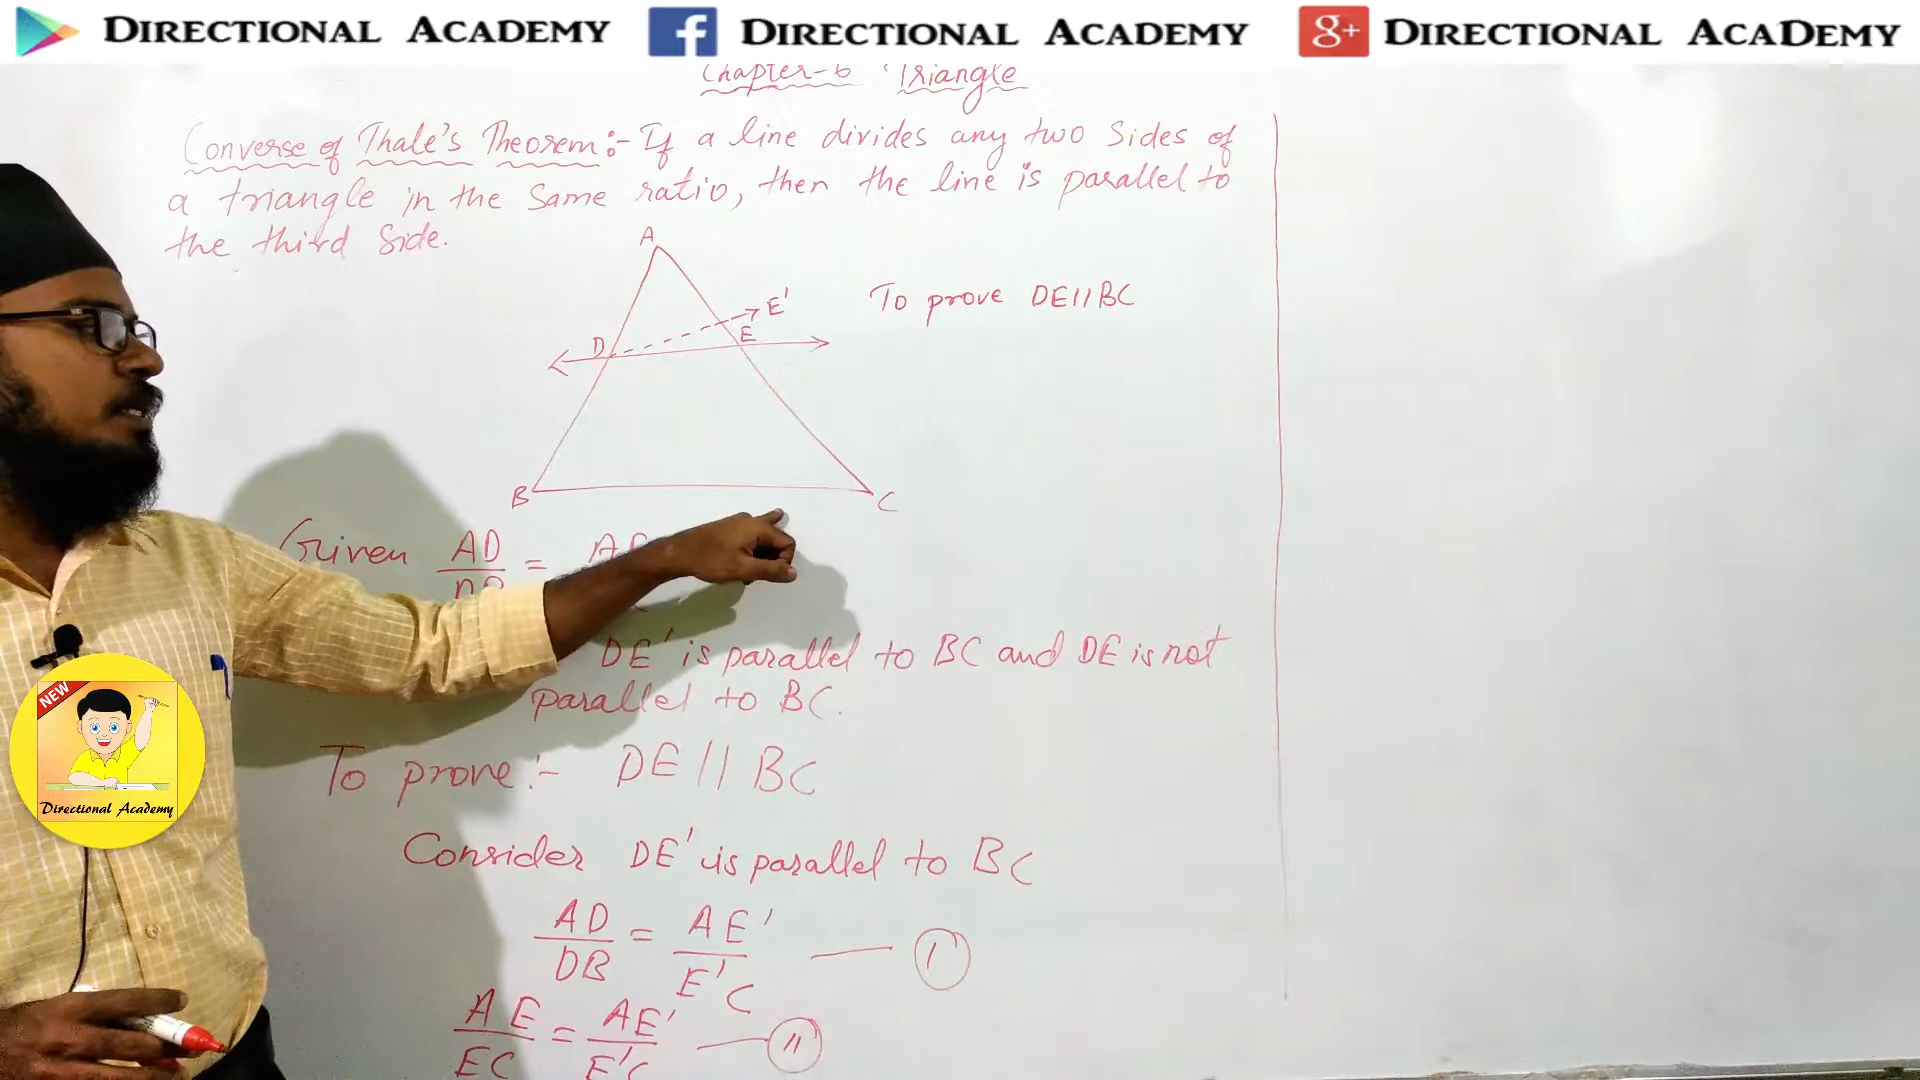 DIRECTIONAL ACADEMY f DIRECTIONAL ACADEMY g+ DIRECTIONAL ACADEMY
Chapter-6 'Triangle
Converse of Thale's Theorem:- If a line divides any two sides of
a triangle in the same ratio, then the line is parallel to
the third side.
A
To prove DE//BC
E'
D E
B C
Given AD =
DE' is parallel to BC and DE is not
parallel to BC.
NEW
Directional Academy
To prove:- DE // BC
Consider DE' is parallel to BC
AD/DB = AE'/E'C — I
AE/EC = AE'/E'C — II